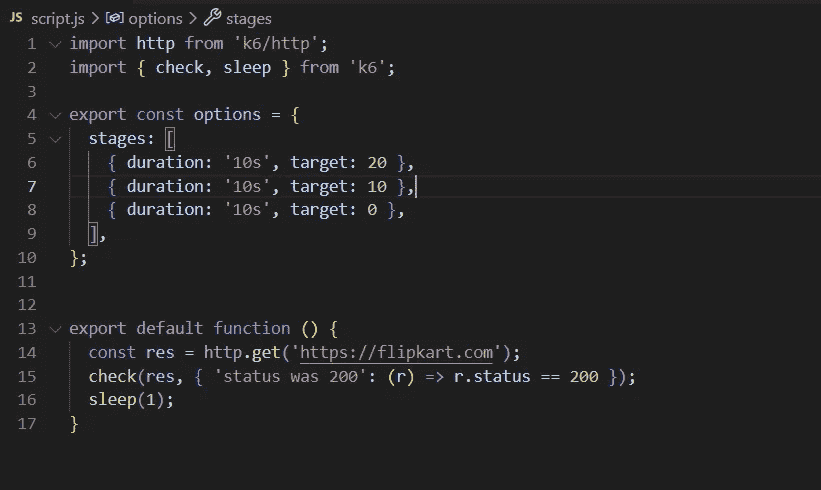 JS script.js > options > stages
1 import http from 'k6/http';
2 import { check, sleep } from 'k6';
3
4 export const options = {
5 stages: [
6 { duration: '10s', target: 20 },
7 { duration: '10s', target: 10 },
8 { duration: '10s', target: 0 },
9 ],
10 };
11
12
13 export default function () {
14 const res = http.get('https://flipkart.com');
15 check(res, { 'status was 200': (r) => r.status == 200 });
16 sleep(1);
17 }